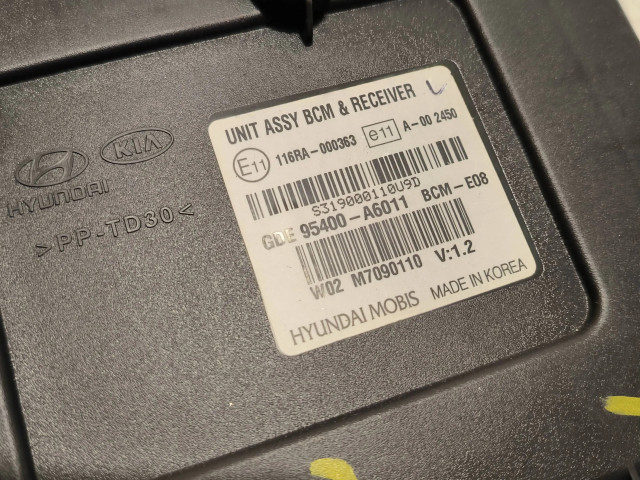 UNIT ASSY BCM & RECEIVER
E11 116RA-000363 e11 A-00 2450
S319000110U9D
GDE 95400-A6011 BCM-E08
W02 M7090110 V:1.2
HYUNDAI MOBIS MADE IN KOREA
HYUNDAI
KIA
>PP-TD30<